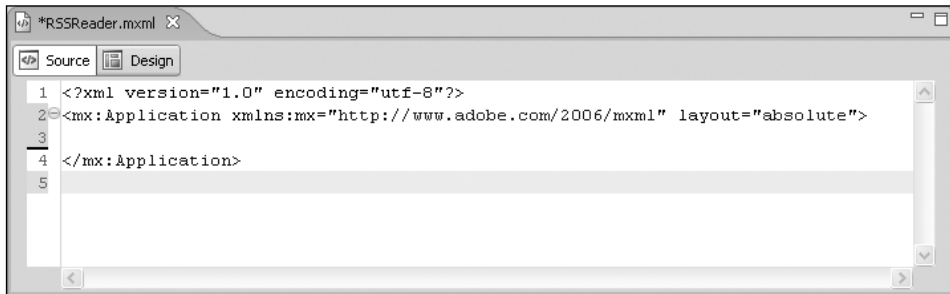 *RSSReader.mxml
Source Design
1 <?xml version="1.0" encoding="utf-8"?>
2 <mx:Application xmlns:mx="http://www.adobe.com/2006/mxml" layout="absolute">
3
4 </mx:Application>
5